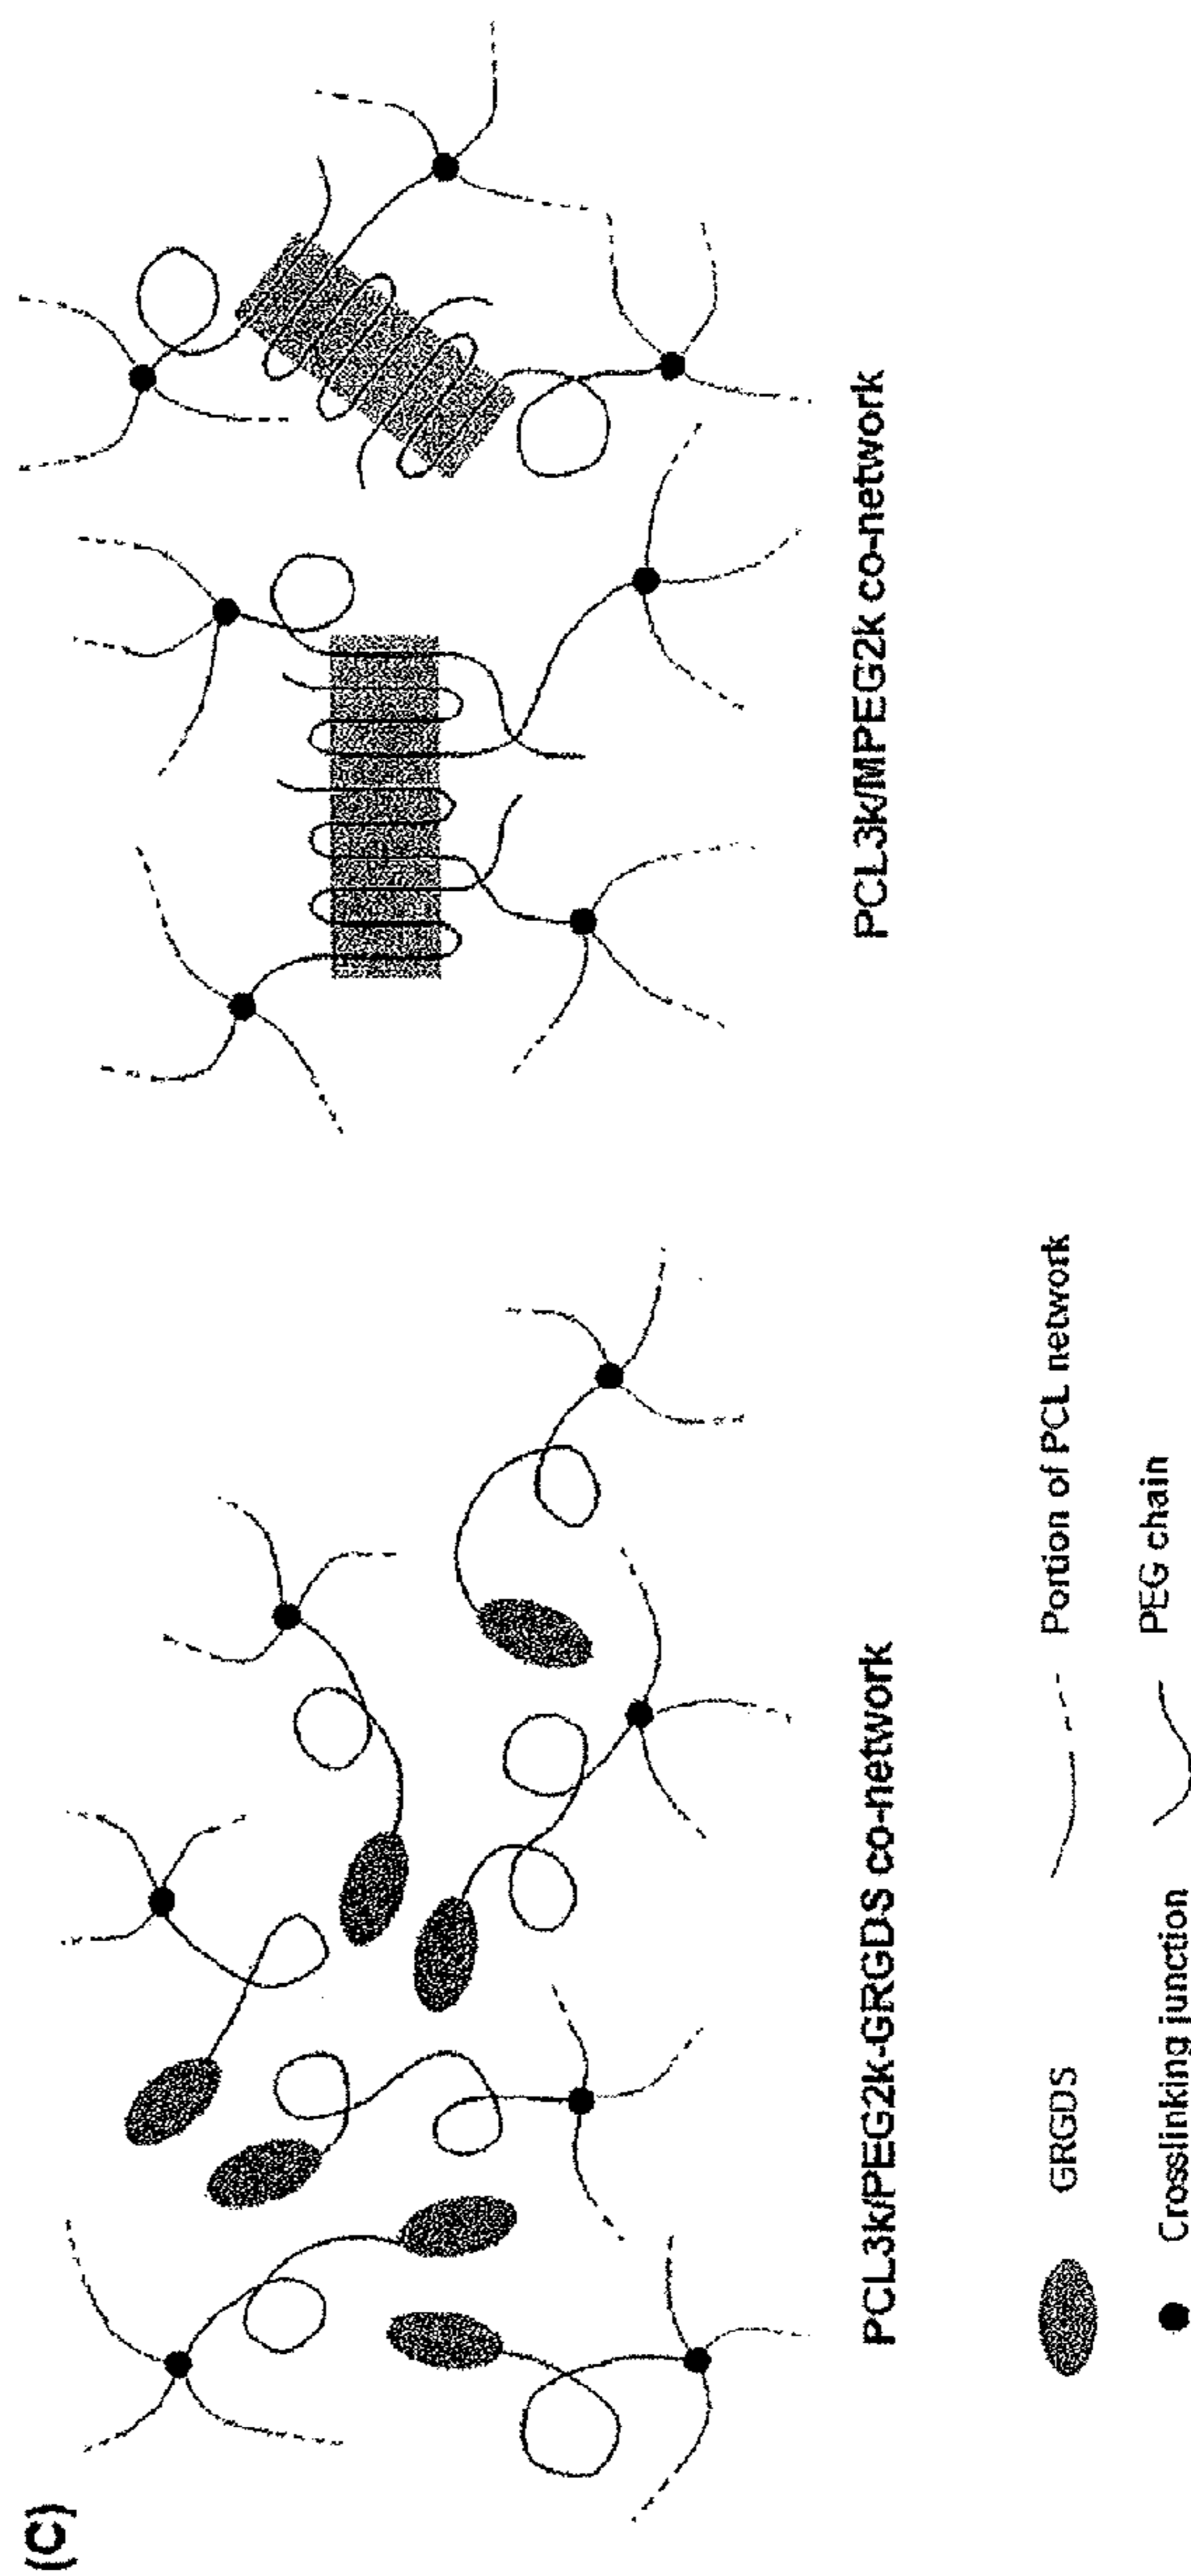 (C)
PCL3k/PEG2k-GRGDS co-network
PCL3k/MPEG2k co-network
GRGDS
Portion of PCL network
Crosslinking junction
PEG chain